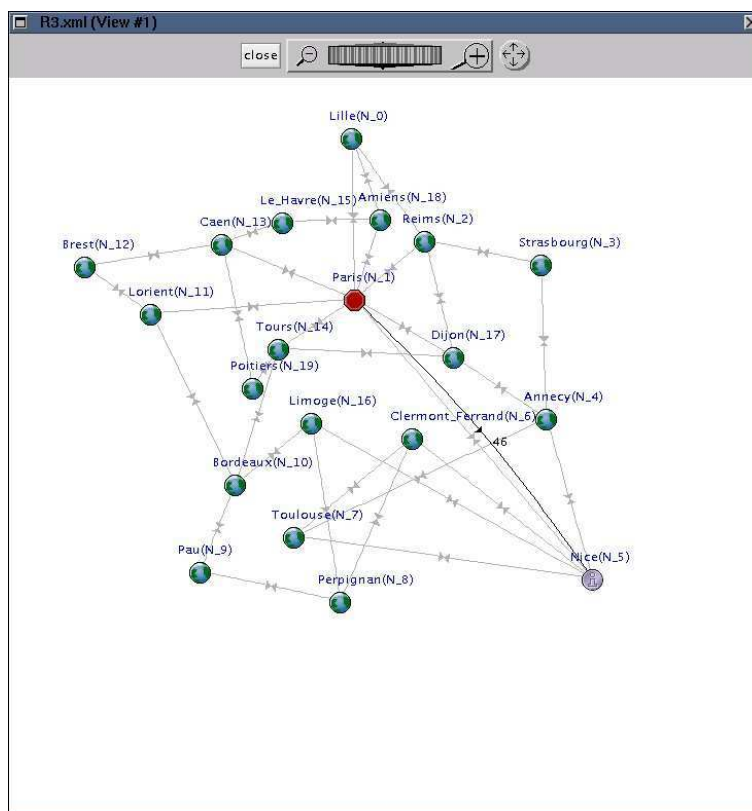 R3.xml (View #1)
close
Lille(N_0)
Le_Havre(N_15)
Amiens(N_18)
Caen(N_13)
Reims(N_2)
Brest(N_12)
Strasbourg(N_3)
Paris(N_1)
Lorient(N_11)
Tours(N_14)
Dijon(N_17)
Poitiers(N_19)
Limoge(N_16)
Annecy(N_4)
Clermont_Ferrand(N_6)
46
Bordeaux(N_10)
Toulouse(N_7)
Pau(N_9)
Nice(N_5)
Perpignan(N_8)